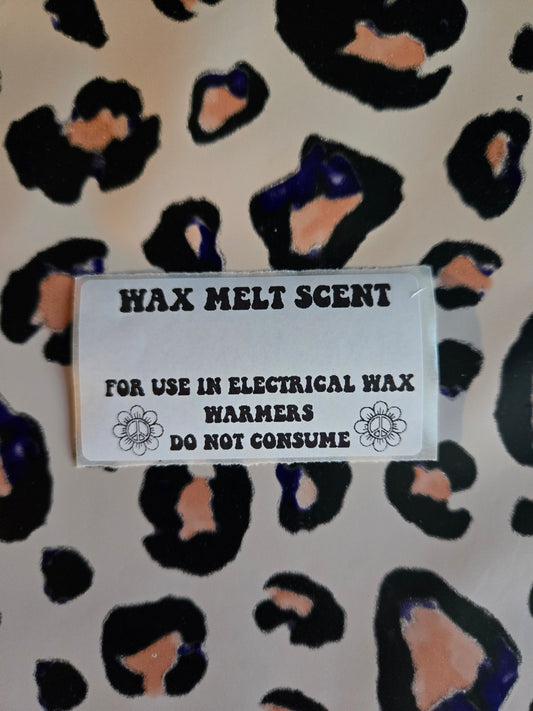 WAX MELT SCENT
FOR USE IN ELECTRICAL WAX
WARMERS
DO NOT CONSUME